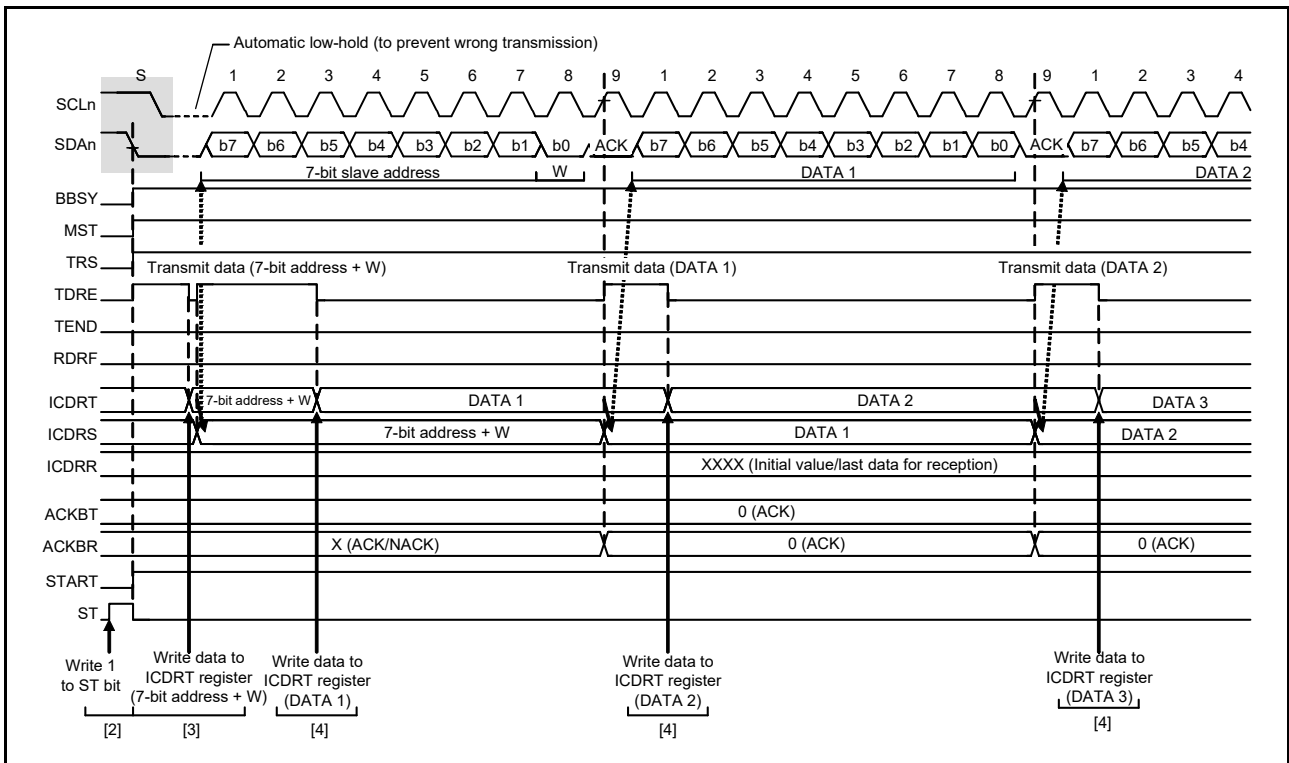 Automatic low-hold (to prevent wrong transmission)
S 1 2 3 4 5 6 7 8 9 1 2 3 4 5 6 7 8 9 1 2 3 4
SCLn
SDAn b7 b6 b5 b4 b3 b2 b1 b0 ACK b7 b6 b5 b4 b3 b2 b1 b0 ACK b7 b6 b5 b4
7-bit slave address W DATA 1 DATA 2
BBSY
MST
TRS
Transmit data (7-bit address + W) Transmit data (DATA 1) Transmit data (DATA 2)
TDRE
TEND
RDRF
ICDRT 7-bit address + W DATA 1 DATA 2 DATA 3
ICDRS 7-bit address + W DATA 1 DATA 2
ICDRR XXXX (Initial value/last data for reception)
ACKBT 0 (ACK)
ACKBR X (ACK/NACK) 0 (ACK) 0 (ACK)
START
ST
Write 1
to ST bit
[2]
Write data to
ICDRT register
(7-bit address + W)
[3]
Write data to
ICDRT register
(DATA 1)
[4]
Write data to
ICDRT register
(DATA 2)
[4]
Write data to
ICDRT register
(DATA 3)
[4]